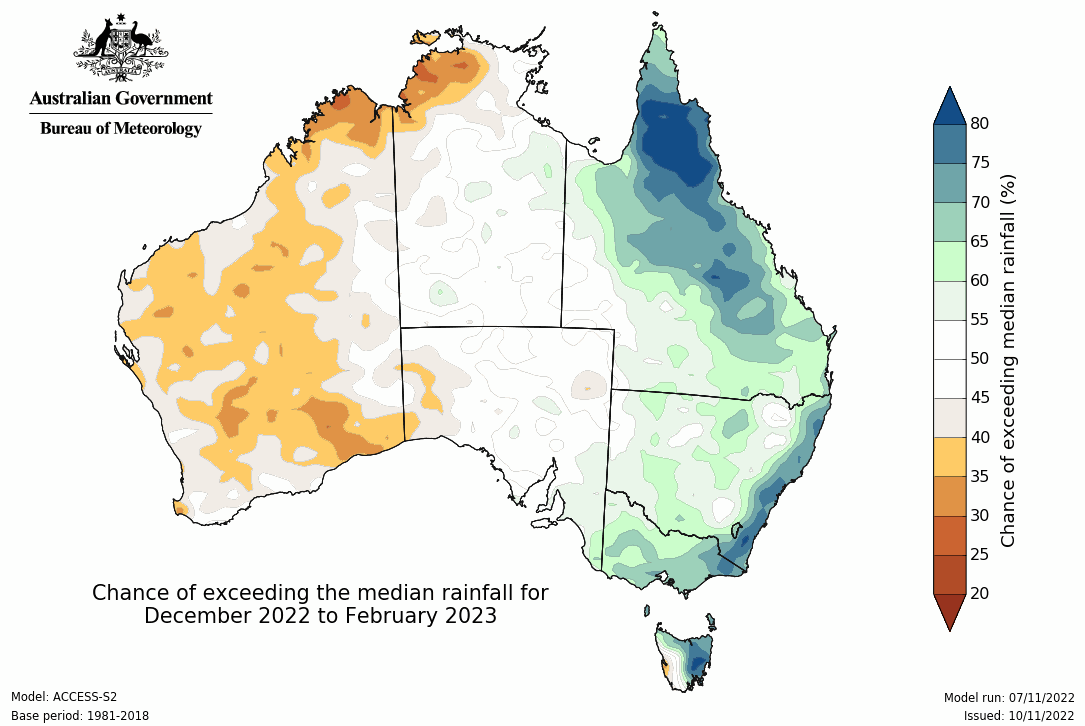 Australian Government
Bureau of Meteorology
80
75
70
65
60
55
50
45
40
35
30
25
20
Chance of exceeding median rainfall (%)
Chance of exceeding the median rainfall for
December 2022 to February 2023
Model: ACCESS-S2
Base period: 1981-2018
Model run: 07/11/2022
Issued: 10/11/2022